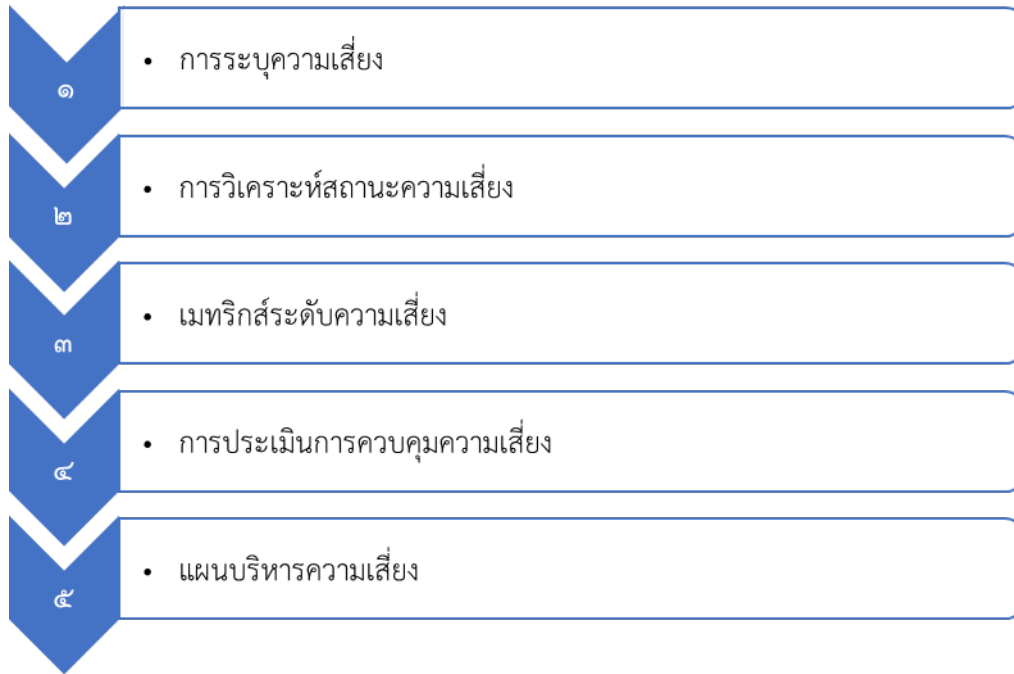 ๑
• การระบุความเสี่ยง
๒
• การวิเคราะห์สถานะความเสี่ยง
๓
• เมทริกส์ระดับความเสี่ยง
๔
• การประเมินการควบคุมความเสี่ยง
๕
• แผนบริหารความเสี่ยง